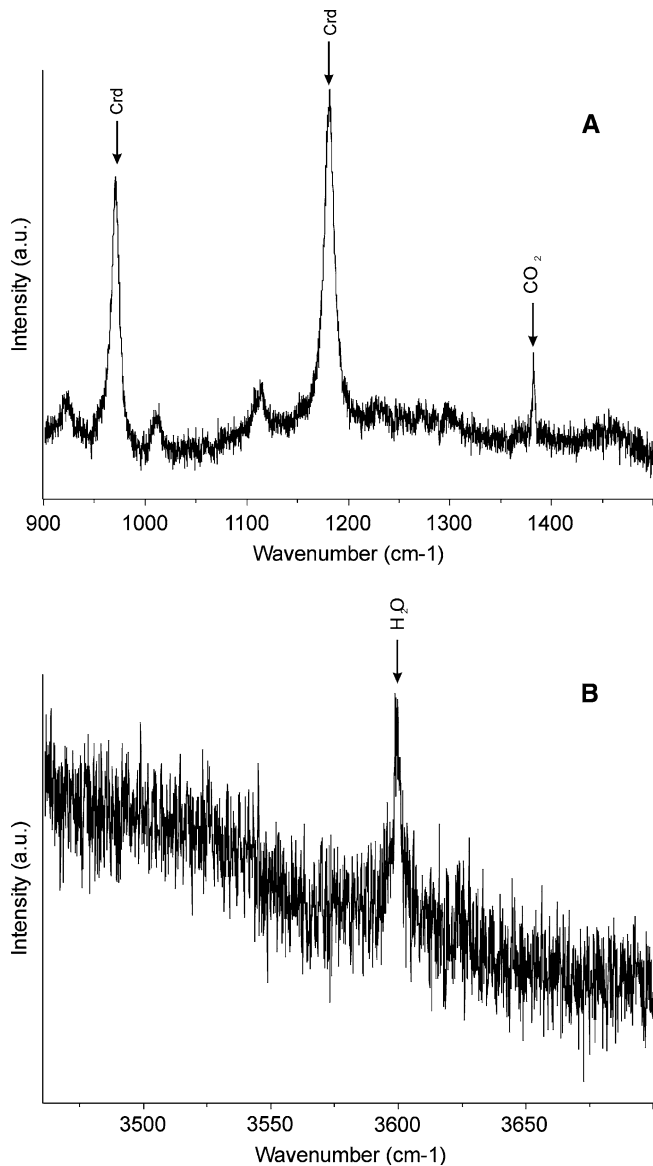 Crd
Crd
A
CO2
Intensity (a.u.)
900 1000 1100 1200 1300 1400
Wavenumber (cm-1)
H2O
B
Intensity (a.u.)
3500 3550 3600 3650
Wavenumber (cm-1)